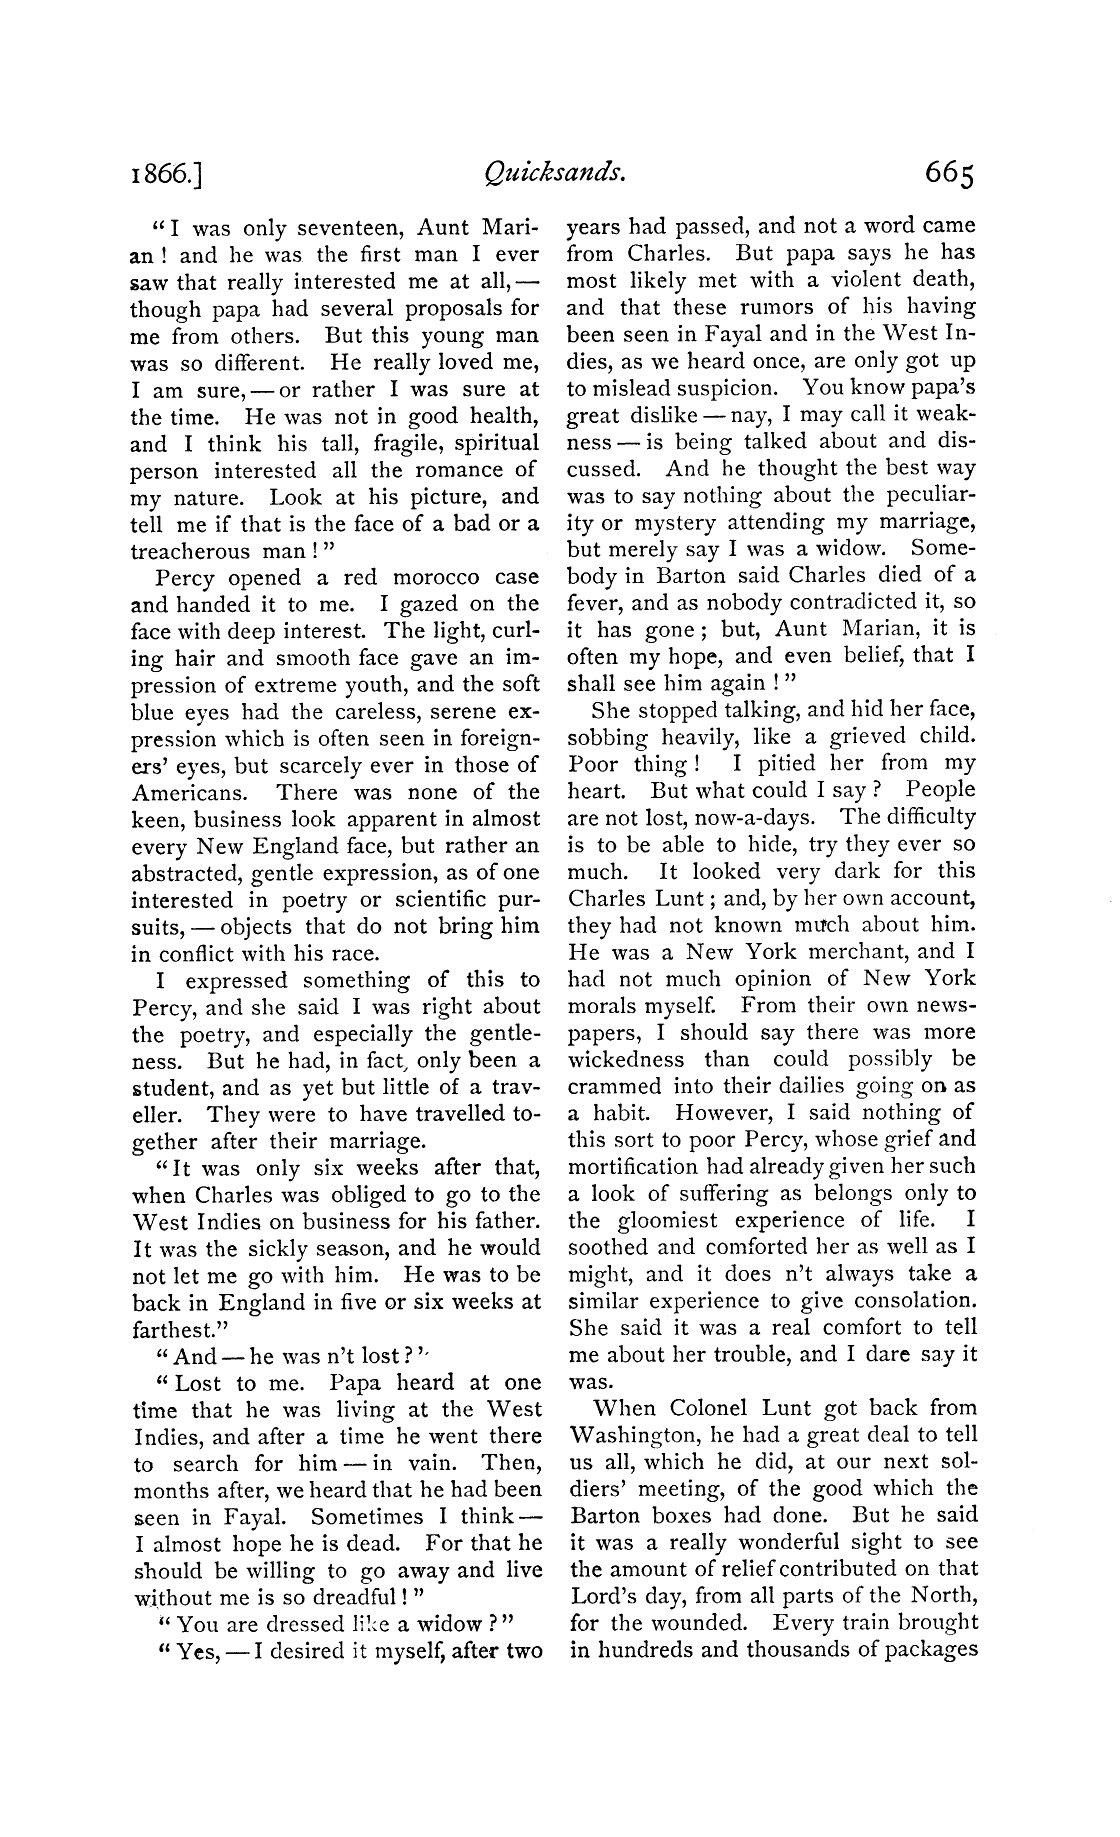 1866.] Quicksands. 665
“I was only seventeen, Aunt Mari-
an ! and he was the first man I ever
saw that really interested me at all, —
though papa had several proposals for
me from others. But this young man
was so different. He really loved me,
I am sure, — or rather I was sure at
the time. He was not in good health,
and I think his tall, fragile, spiritual
person interested all the romance of
my nature. Look at his picture, and
tell me if that is the face of a bad or a
treacherous man ! ”
Percy opened a red morocco case
and handed it to me. I gazed on the
face with deep interest. The light, curl-
ing hair and smooth face gave an im-
pression of extreme youth, and the soft
blue eyes had the careless, serene ex-
pression which is often seen in foreign-
ers’ eyes, but scarcely ever in those of
Americans. There was none of the
keen, business look apparent in almost
every New England face, but rather an
abstracted, gentle expression, as of one
interested in poetry or scientific pur-
suits, — objects that do not bring him
in conflict with his race.
I expressed something of this to
Percy, and she said I was right about
the poetry, and especially the gentle-
ness. But he had, in fact, only been a
student, and as yet but little of a trav-
eller. They were to have travelled to-
gether after their marriage.
“It was only six weeks after that,
when Charles was obliged to go to the
West Indies on business for his father.
It was the sickly season, and he would
not let me go with him. He was to be
back in England in five or six weeks at
farthest.”
“ And — he was n’t lost ? ”
“ Lost to me. Papa heard at one
time that he was living at the West
Indies, and after a time he went there
to search for him — in vain. Then,
months after, we heard that he had been
seen in Fayal. Sometimes I think —
I almost hope he is dead. For that he
should be willing to go away and live
without me is so dreadful ! ”
“ You are dressed like a widow ? ”
“ Yes, — I desired it myself, after two
years had passed, and not a word came
from Charles. But papa says he has
most likely met with a violent death,
and that these rumors of his having
been seen in Fayal and in the West In-
dies, as we heard once, are only got up
to mislead suspicion. You know papa’s
great dislike — nay, I may call it weak-
ness — is being talked about and dis-
cussed. And he thought the best way
was to say nothing about the peculiar-
ity or mystery attending my marriage,
but merely say I was a widow. Some-
body in Barton said Charles died of a
fever, and as nobody contradicted it, so
it has gone ; but, Aunt Marian, it is
often my hope, and even belief, that I
shall see him again ! ”
She stopped talking, and hid her face,
sobbing heavily, like a grieved child.
Poor thing ! I pitied her from my
heart. But what could I say ? People
are not lost, now-a-days. The difficulty
is to be able to hide, try they ever so
much. It looked very dark for this
Charles Lunt ; and, by her own account,
they had not known much about him.
He was a New York merchant, and I
had not much opinion of New York
morals myself. From their own news-
papers, I should say there was more
wickedness than could possibly be
crammed into their dailies going on as
a habit. However, I said nothing of
this sort to poor Percy, whose grief and
mortification had already given her such
a look of suffering as belongs only to
the gloomiest experience of life. I
soothed and comforted her as well as I
might, and it does n’t always take a
similar experience to give consolation.
She said it was a real comfort to tell
me about her trouble, and I dare say it
was.
When Colonel Lunt got back from
Washington, he had a great deal to tell
us all, which he did, at our next sol-
diers’ meeting, of the good which the
Barton boxes had done. But he said
it was a really wonderful sight to see
the amount of relief contributed on that
Lord’s day, from all parts of the North,
for the wounded. Every train brought
in hundreds and thousands of packages